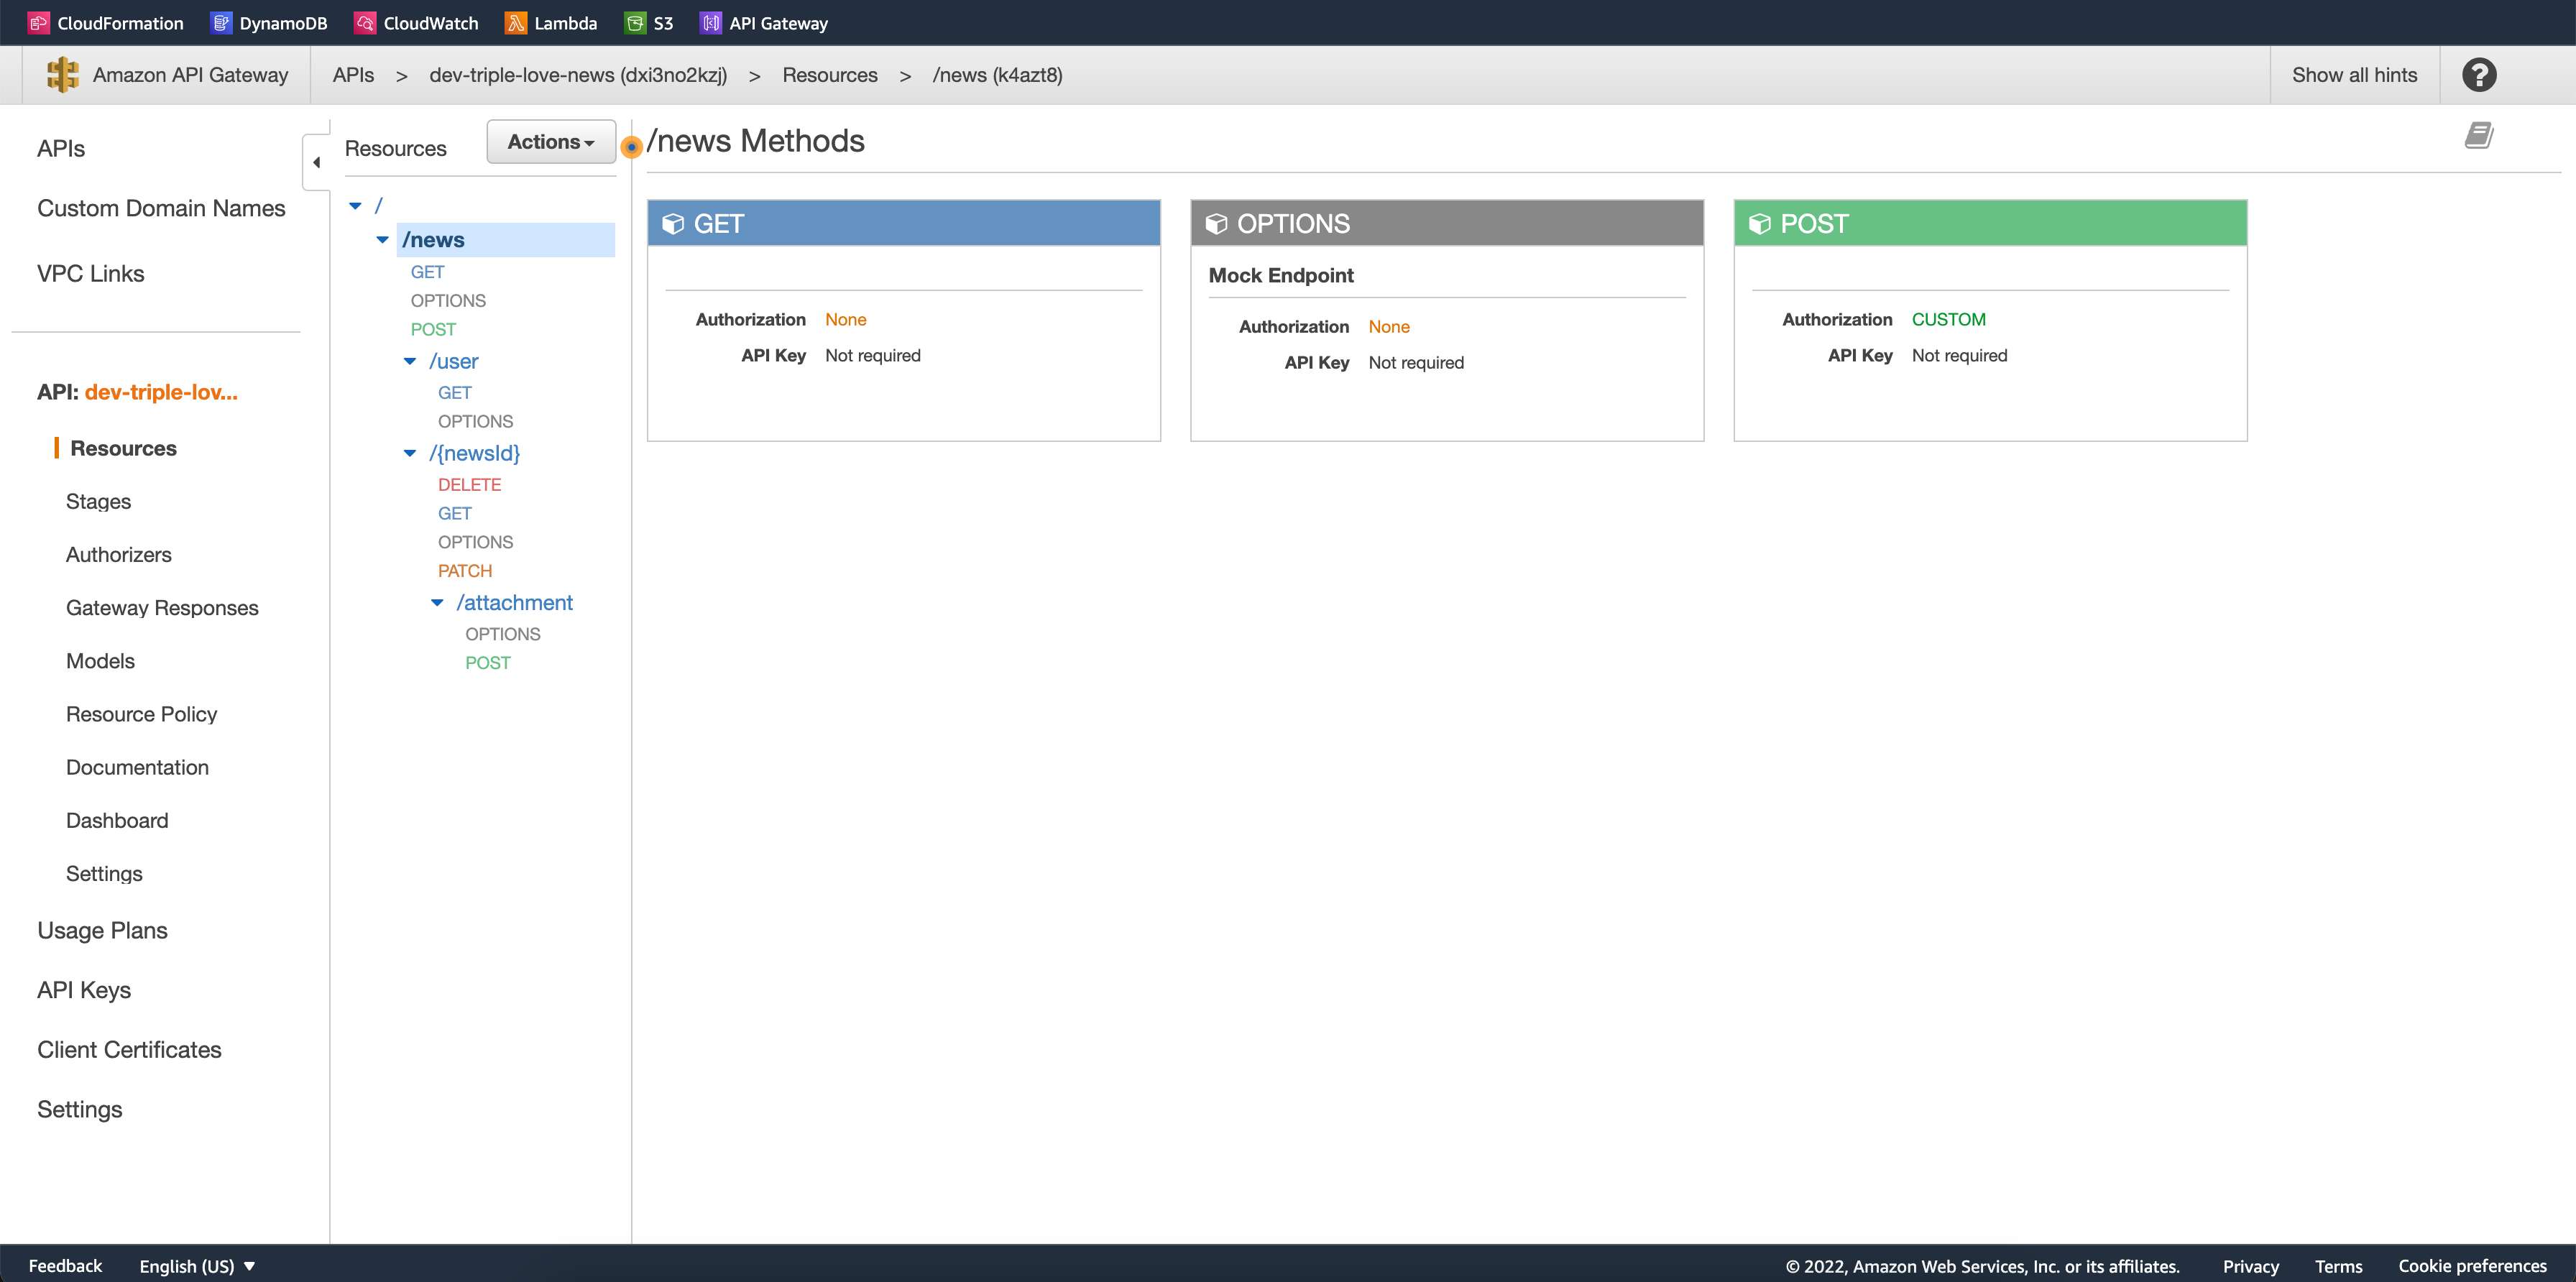 CloudFormation DynamoDB CloudWatch Lambda S3 API Gateway
Amazon API Gateway APIs > dev-triple-love-news (dxi3no2kzj) > Resources > /news (k4azt8) Show all hints ?
APIs
Custom Domain Names
VPC Links
API: dev-triple-lov...
Resources
Stages
Authorizers
Gateway Responses
Models
Resource Policy
Documentation
Dashboard
Settings
Usage Plans
API Keys
Client Certificates
Settings
Resources Actions
/
/news
GET
OPTIONS
POST
/user
GET
OPTIONS
/{newsId}
DELETE
GET
OPTIONS
PATCH
/attachment
OPTIONS
POST
/news Methods
GET
Authorization None
API Key Not required
OPTIONS
Mock Endpoint
Authorization None
API Key Not required
POST
Authorization CUSTOM
API Key Not required
Feedback English (US) © 2022, Amazon Web Services, Inc. or its affiliates. Privacy Terms Cookie preferences